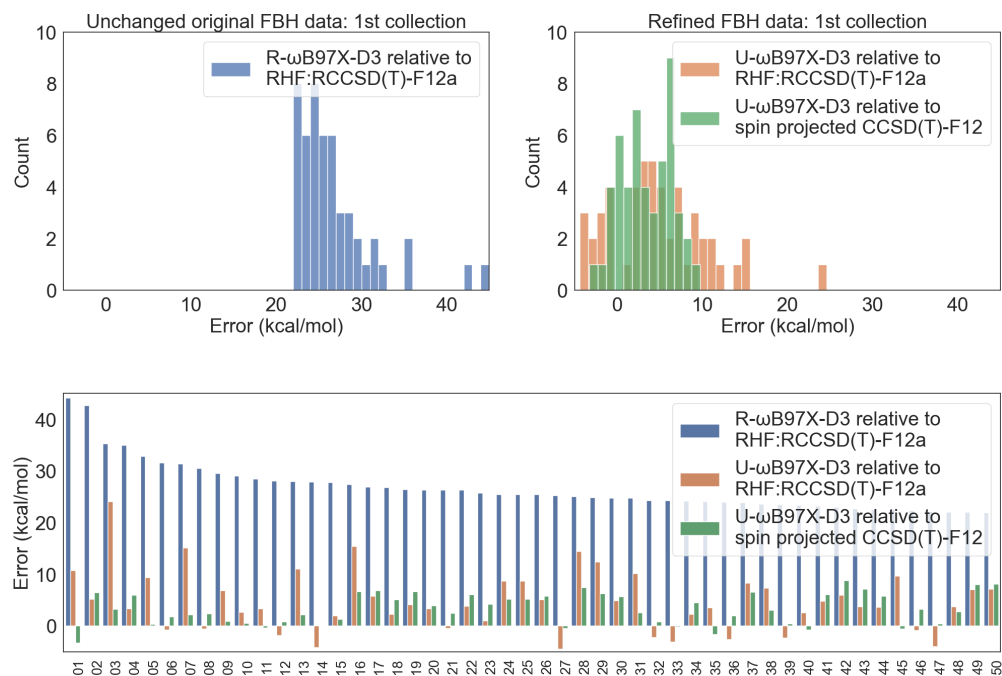 Unchanged original FBH data: 1st collection
10
8
6
4
2
0
Count
R-ωB97X-D3 relative to
RHF:RCCSD(T)-F12a
0 10 20 30 40
Error (kcal/mol)
Refined FBH data: 1st collection
10
8
6
4
2
0
Count
U-ωB97X-D3 relative to
RHF:RCCSD(T)-F12a
U-ωB97X-D3 relative to
spin projected CCSD(T)-F12
0 10 20 30 40
Error (kcal/mol)
40
30
20
10
0
Error (kcal/mol)
R-ωB97X-D3 relative to
RHF:RCCSD(T)-F12a
U-ωB97X-D3 relative to
RHF:RCCSD(T)-F12a
U-ωB97X-D3 relative to
spin projected CCSD(T)-F12
01 02 03 04 05 06 07 08 09 10 11 12 13 14 15 16 17 18 19 20 21 22 23 24 25 26 27 28 29 30 31 32 33 34 35 36 37 38 39 40 41 42 43 44 45 46 47 48 49 50